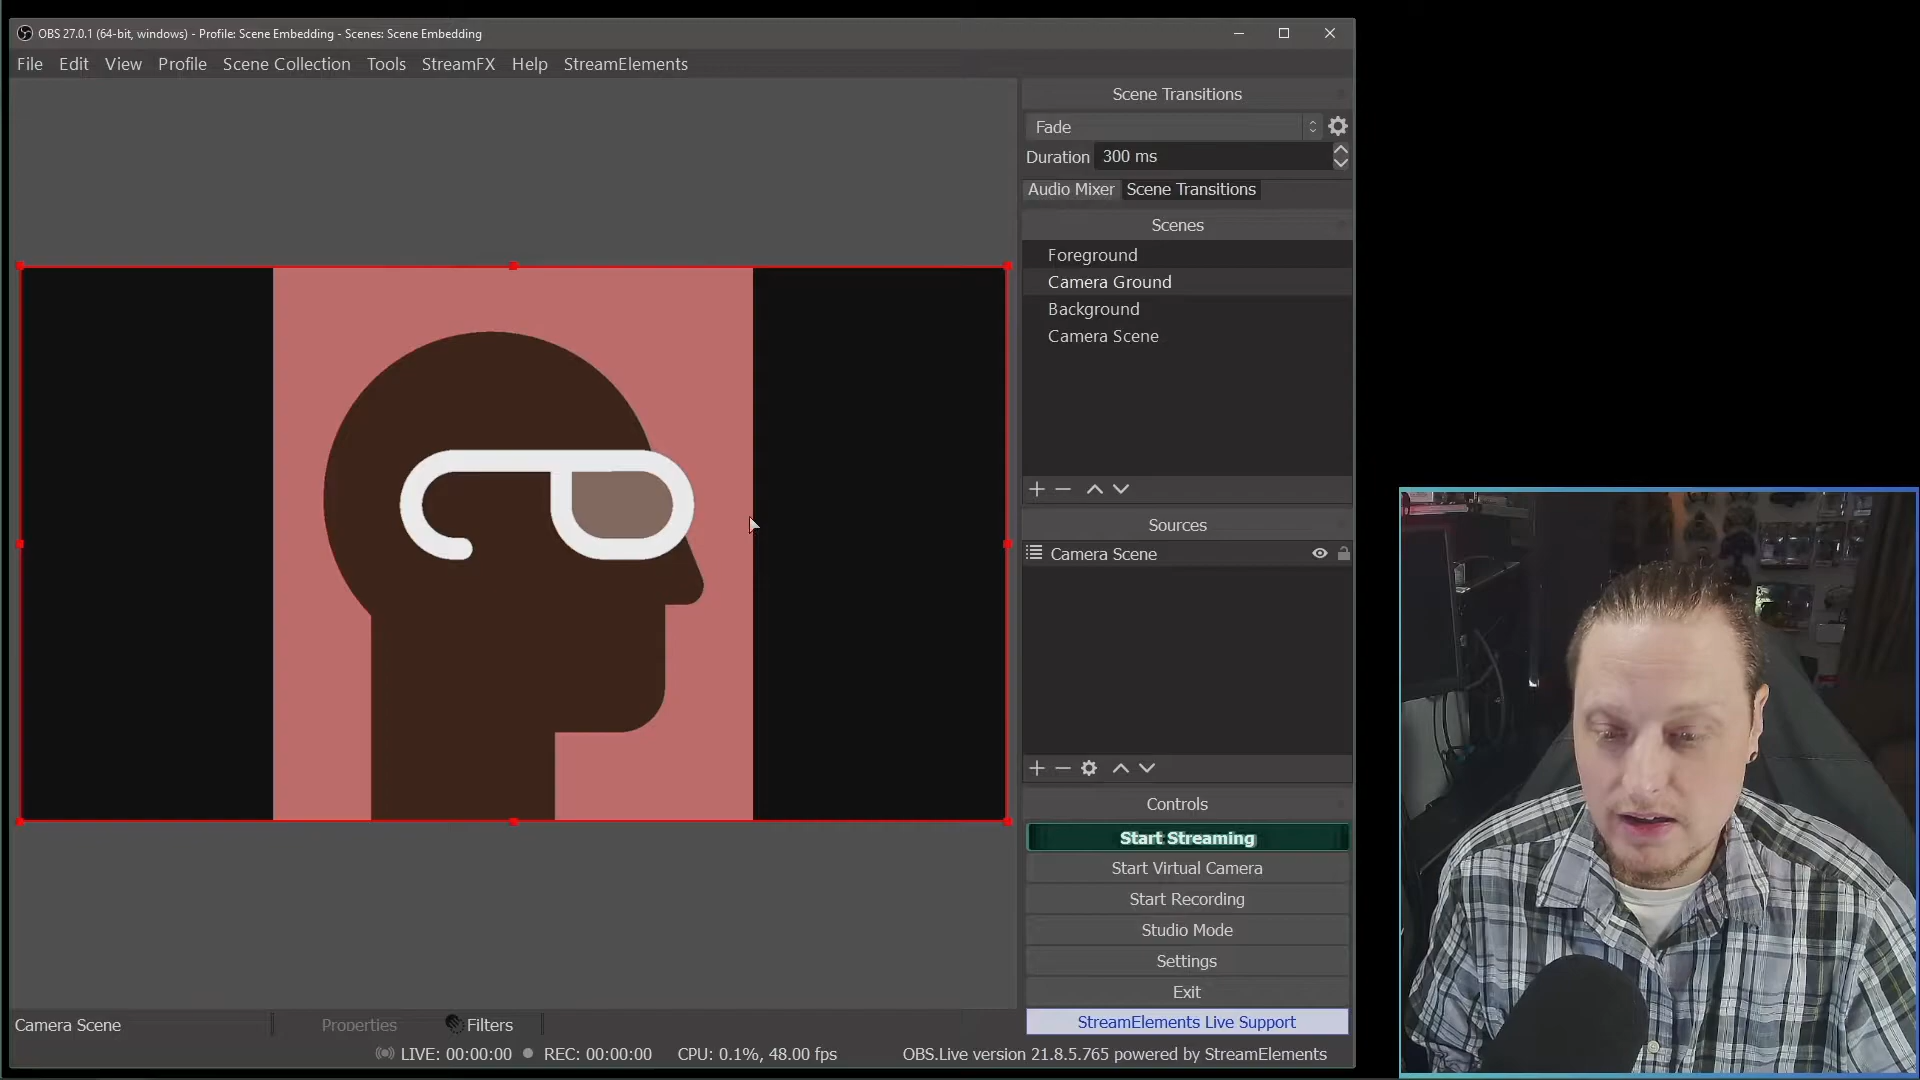 OBS 27.0.1 (64-bit, windows) - Profile: Scene Embedding - Scenes: Scene Embedding
File Edit View Profile Scene Collection Tools StreamFX Help StreamElements
Scene Transitions
Fade
Duration 300 ms
Audio Mixer Scene Transitions
Scenes
Foreground
Camera Ground
Background
Camera Scene
Sources
Camera Scene
Controls
Start Streaming
Start Virtual Camera
Start Recording
Studio Mode
Settings
Exit
StreamElements Live Support
Camera Scene Properties Filters
LIVE: 00:00:00 REC: 00:00:00 CPU: 0.1%, 48.00 fps OBS.Live version 21.8.5.765 powered by StreamElements